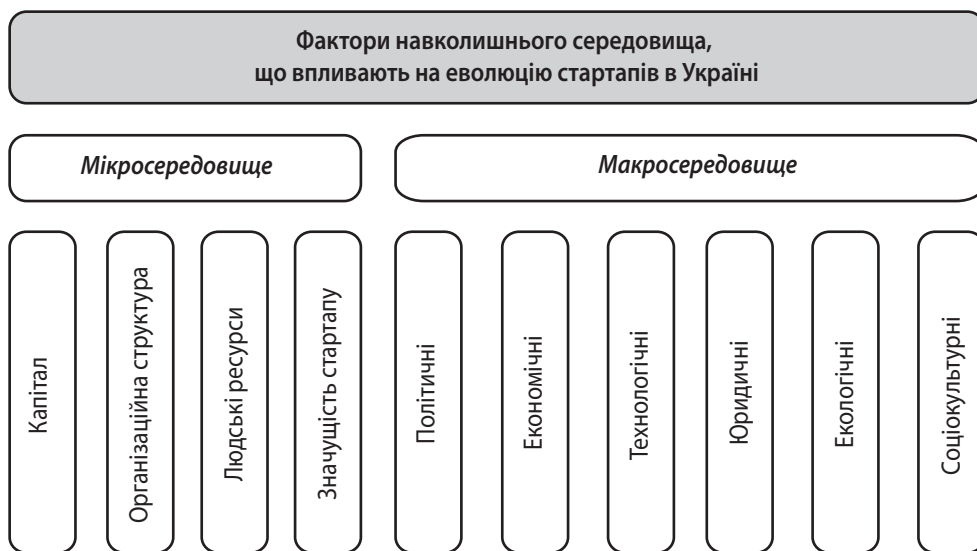 Фактори навколишнього середовища,
що впливають на еволюцію стартапів в Україні
Мікросередовище
Макросередовище
Капітал
Організаційна структура
Людські ресурси
Значущість стартапу
Політичні
Економічні
Технологічні
Юридичні
Екологічні
Соціокультурні